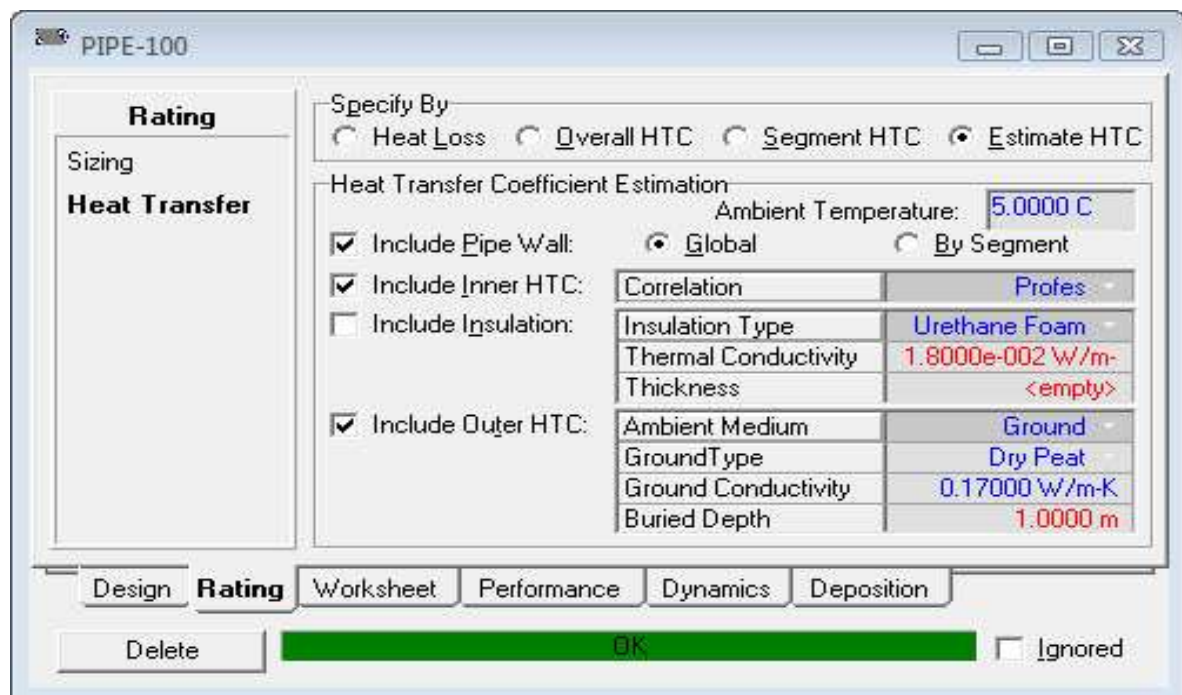 PIPE-100
Rating
Sizing
Heat Transfer
Specify By
Heat Loss Overall HTC Segment HTC Estimate HTC
Heat Transfer Coefficient Estimation
Ambient Temperature: 5.0000 C
Include Pipe Wall: Global By Segment
Include Inner HTC: Correlation Profes
Include Insulation: Insulation Type Urethane Foam
Thermal Conductivity 1.8000e-002 W/m-
Thickness <empty>
Include Outer HTC: Ambient Medium Ground
GroundType Dry Peat
Ground Conductivity 0.17000 W/m-K
Buried Depth 1.0000 m
Design Rating Worksheet Performance Dynamics Deposition
Delete OK Ignored